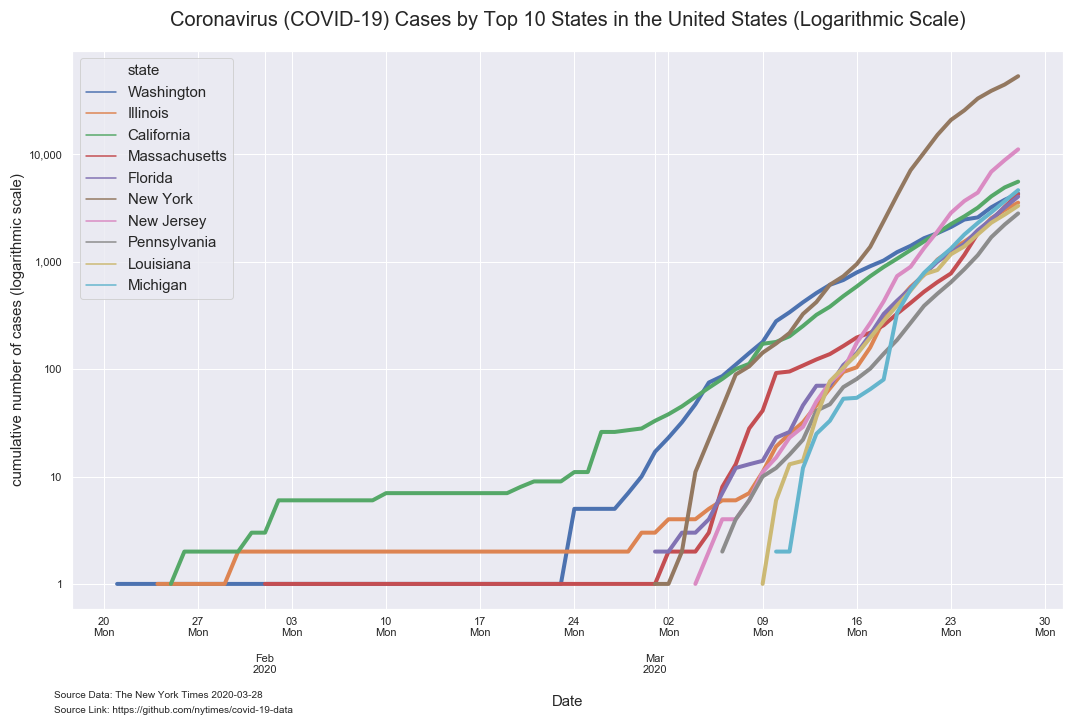 Coronavirus (COVID-19) Cases by Top 10 States in the United States (Logarithmic Scale)
state
Washington
Illinois
California
Massachusetts
Florida
New York
New Jersey
Pennsylvania
Louisiana
Michigan
cumulative number of cases (logarithmic scale)
10,000
1,000
100
10
1
20 27 03 10 17 24 02 09 16 23 30
Mon Mon Mon Mon Mon Mon Mon Mon Mon Mon Mon
Feb Mar
2020 2020
Date
Source Data: The New York Times 2020-03-28
Source Link: https://github.com/nytimes/covid-19-data